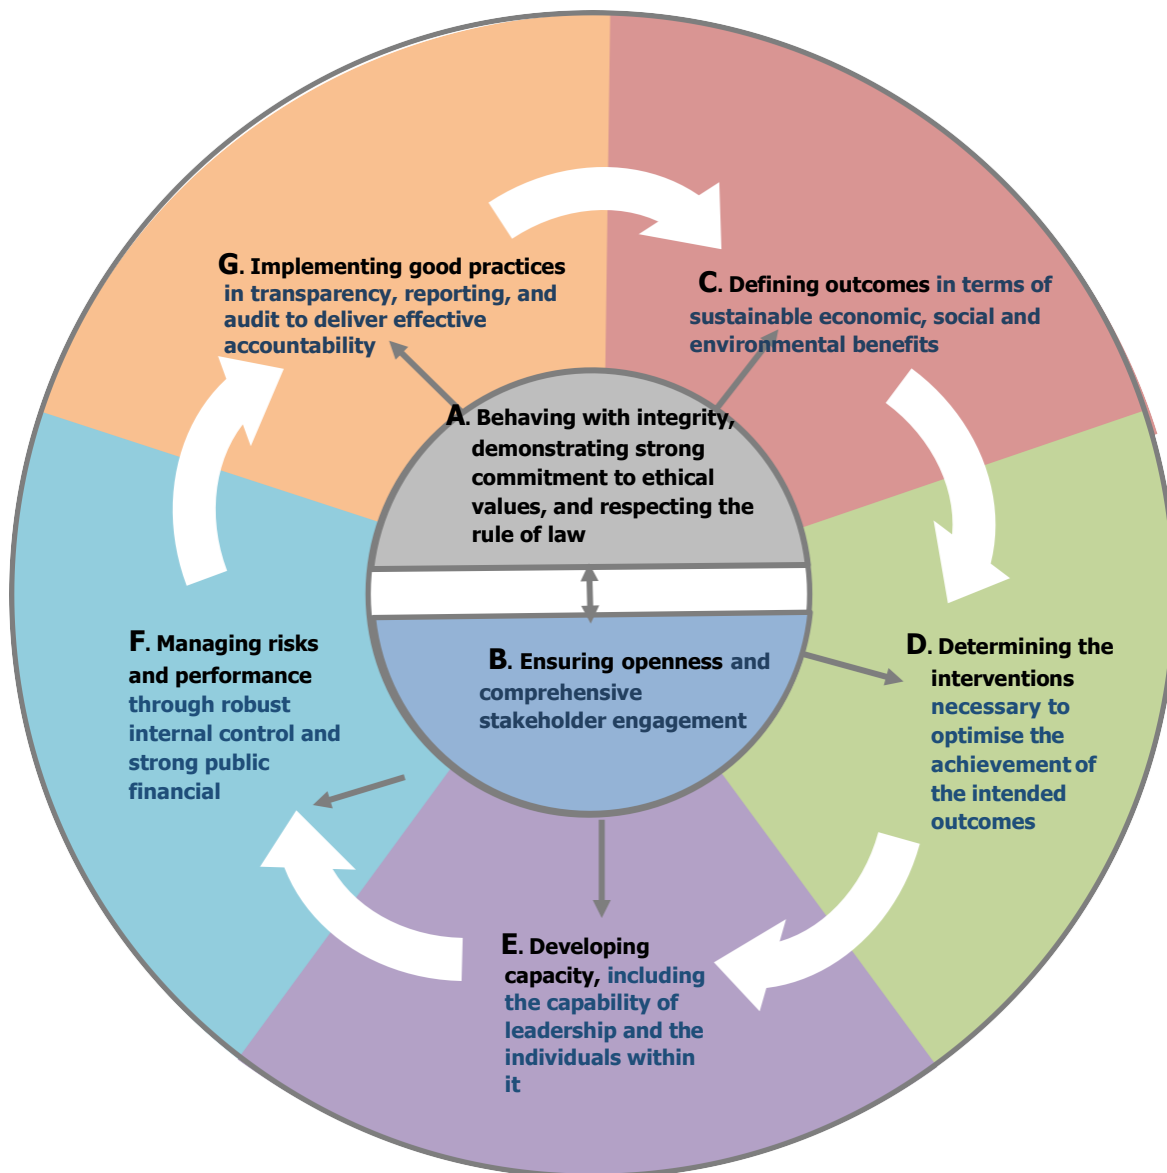 G. Implementing good practices
in transparency, reporting, and
audit to deliver effective
accountability
C. Defining outcomes in terms of
sustainable economic, social and
environmental benefits
A. Behaving with integrity,
demonstrating strong
commitment to ethical
values, and respecting the
rule of law
B. Ensuring openness and
comprehensive
stakeholder engagement
D. Determining the
interventions
necessary to
optimise the
achievement of
the intended
outcomes
F. Managing risks
and performance
through robust
internal control and
strong public
financial
E. Developing
capacity, including
the capability of
leadership and the
individuals within
it